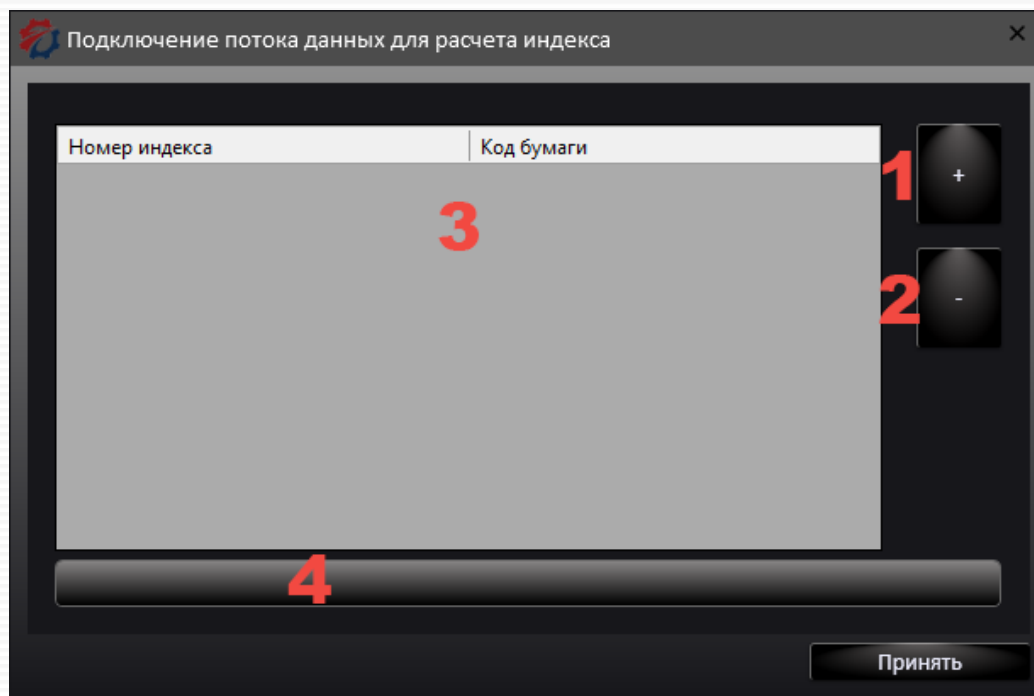 Подключение потока данных для расчета индекса
×
Номер индекса Код бумаги
1 +
3
2 -
4
Принять